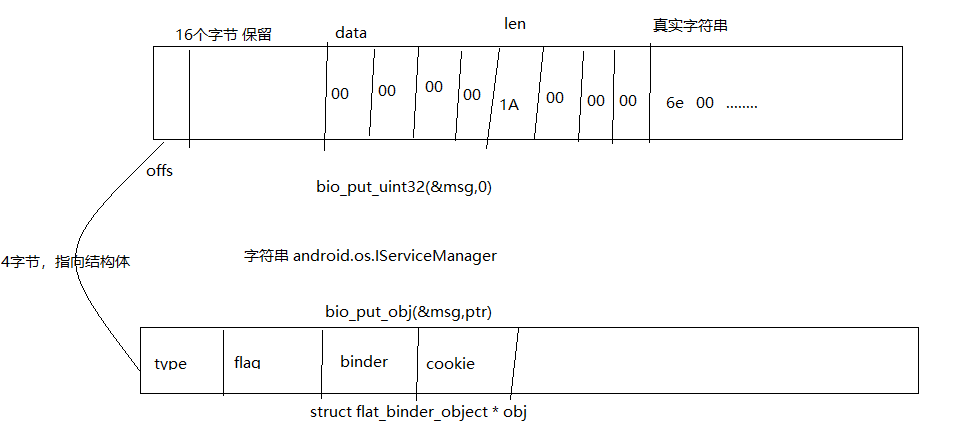 16个字节 保留
data
len
真实字符串
00
00
00
00
1A
00
00
00
6e 00 ........
offs
bio_put_uint32(&msg,0)
4字节，指向结构体
字符串 android.os.IServiceManager
bio_put_obj(&msg,ptr)
type
flag
binder
cookie
struct flat_binder_object * obj